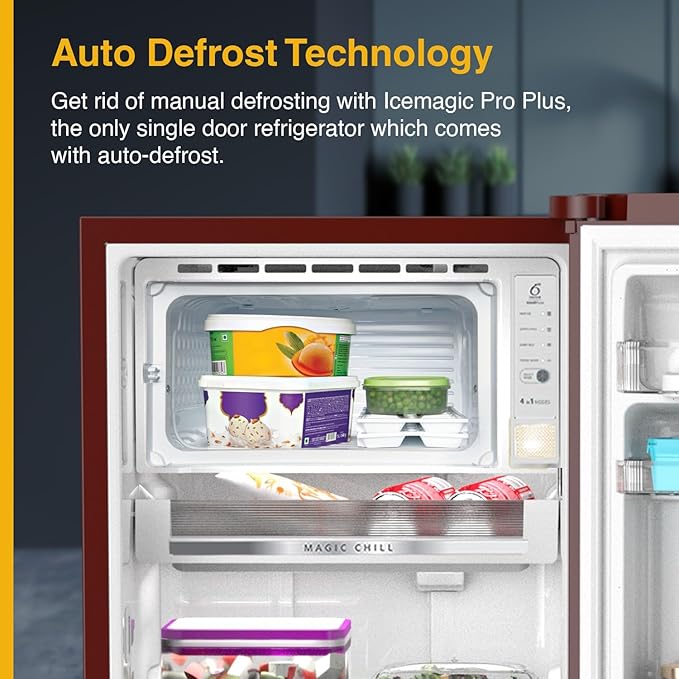 Auto Defrost Technology
Get rid of manual defrosting with Icemagic Pro Plus,
the only single door refrigerator which comes
with auto-defrost.
4 in 1 MODES
MAGIC CHILL